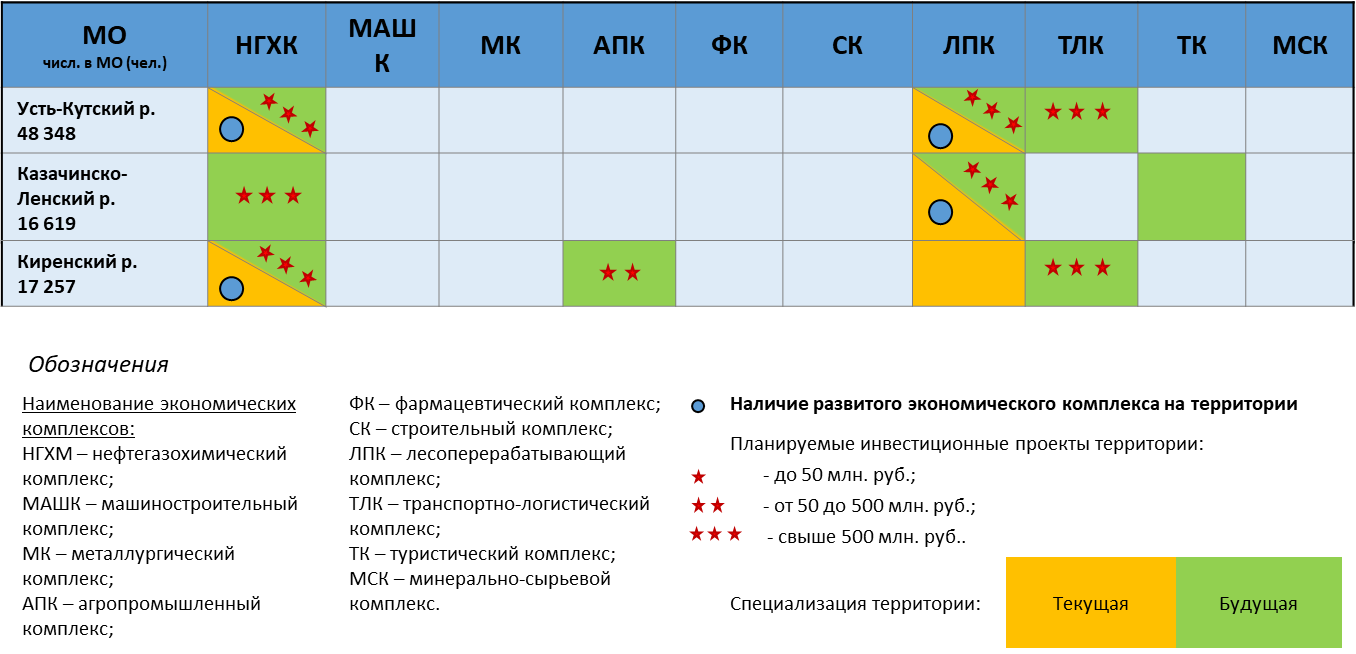 МО
числ. в МО (чел.)
НГХК
МАШ
К
МК
АПК
ФК
СК
ЛПК
ТЛК
ТК
МСК
Усть-Кутский р.
48 348
Казачинско-
Ленский р.
16 619
Киренский р.
17 257
Обозначения
Наименование экономических
комплексов:
НГХМ – нефтегазохимический
комплекс;
МАШК – машиностроительный
комплекс;
МК – металлургический
комплекс;
АПК – агропромышленный
комплекс;
ФК – фармацевтический комплекс;
СК – строительный комплекс;
ЛПК – лесоперерабатывающий
комплекс;
ТЛК – транспортно-логистический
комплекс;
ТК – туристический комплекс;
МСК – минерально-сырьевой
комплекс.
Наличие развитого экономического комплекса на территории
Планируемые инвестиционные проекты территории:
- до 50 млн. руб.;
- от 50 до 500 млн. руб.;
- свыше 500 млн. руб..
Специализация территории:
Текущая
Будущая